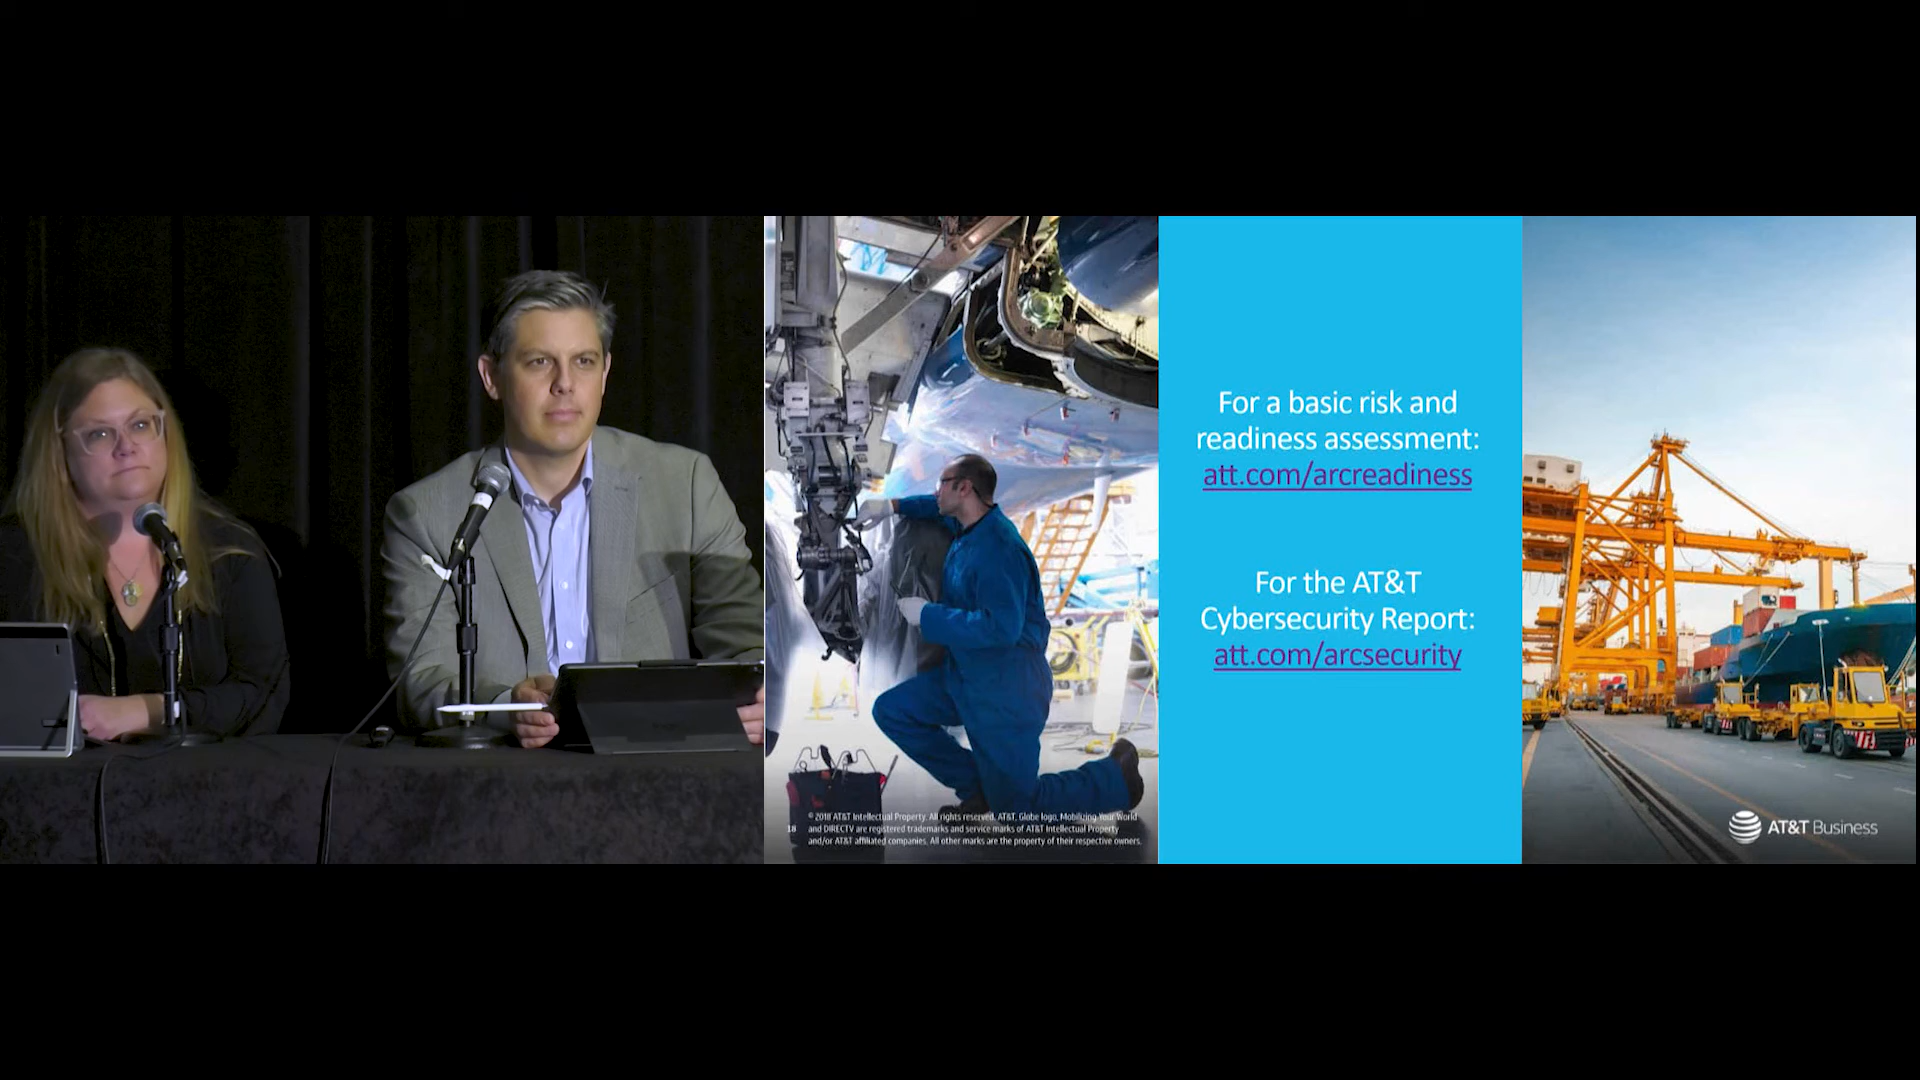 For a basic risk and
readiness assessment:
att.com/arcreadiness
For the AT&T
Cybersecurity Report:
att.com/arcsecurity
18
© 2018 AT&T Intellectual Property. All rights reserved. AT&T, Globe logo, Mobilizing Your World
and DIRECTV are registered trademarks and service marks of AT&T Intellectual Property
and/or AT&T affiliated companies. All other marks are the property of their respective owners.
AT&T Business